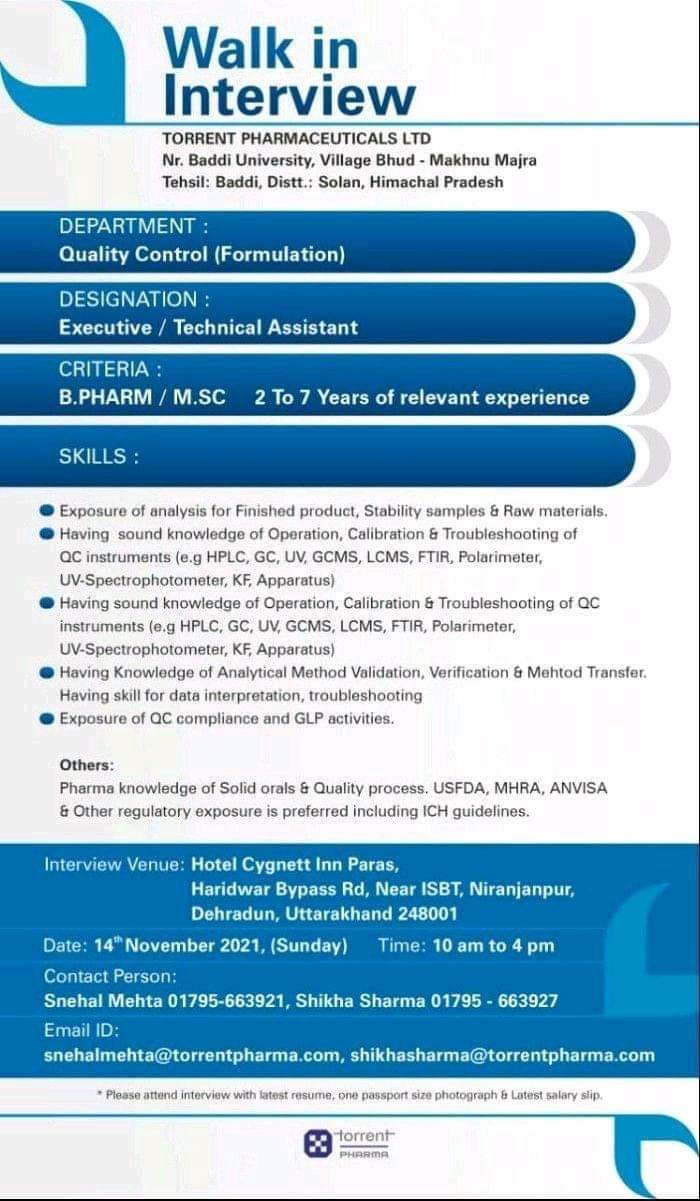 Walk in
Interview
TORRENT PHARMACEUTICALS LTD
Nr. Baddi University, Village Bhud - Makhnu Majra
Tehsil: Baddi, Distt.: Solan, Himachal Pradesh
DEPARTMENT :
Quality Control (Formulation)
DESIGNATION :
Executive / Technical Assistant
CRITERIA :
B.PHARM / M.SC 2 To 7 Years of relevant experience
SKILLS :
Exposure of analysis for Finished product, Stability samples & Raw materials.
Having sound knowledge of Operation, Calibration & Troubleshooting of
QC instruments (e.g HPLC, GC, UV, GCMS, LCMS, FTIR, Polarimeter,
UV-Spectrophotometer, KF, Apparatus)
Having sound knowledge of Operation, Calibration & Troubleshooting of QC
instruments (e.g HPLC, GC, UV, GCMS, LCMS, FTIR, Polarimeter,
UV-Spectrophotometer, KF, Apparatus)
Having Knowledge of Analytical Method Validation, Verification & Mehtod Transfer.
Having skill for data interpretation, troubleshooting
Exposure of QC compliance and GLP activities.
Others:
Pharma knowledge of Solid orals & Quality process. USFDA, MHRA, ANVISA
& Other regulatory exposure is preferred including ICH guidelines.
Interview Venue: Hotel Cygnett Inn Paras,
Haridwar Bypass Rd, Near ISBT, Niranjanpur,
Dehradun, Uttarakhand 248001
Date: 14th November 2021, (Sunday) Time: 10 am to 4 pm
Contact Person:
Snehal Mehta 01795-663921, Shikha Sharma 01795 - 663927
Email ID:
snehalmehta@torrentpharma.com, shikhasharma@torrentpharma.com
* Please attend interview with latest resume, one passport size photograph & Latest salary slip.
torrent
PHARMA